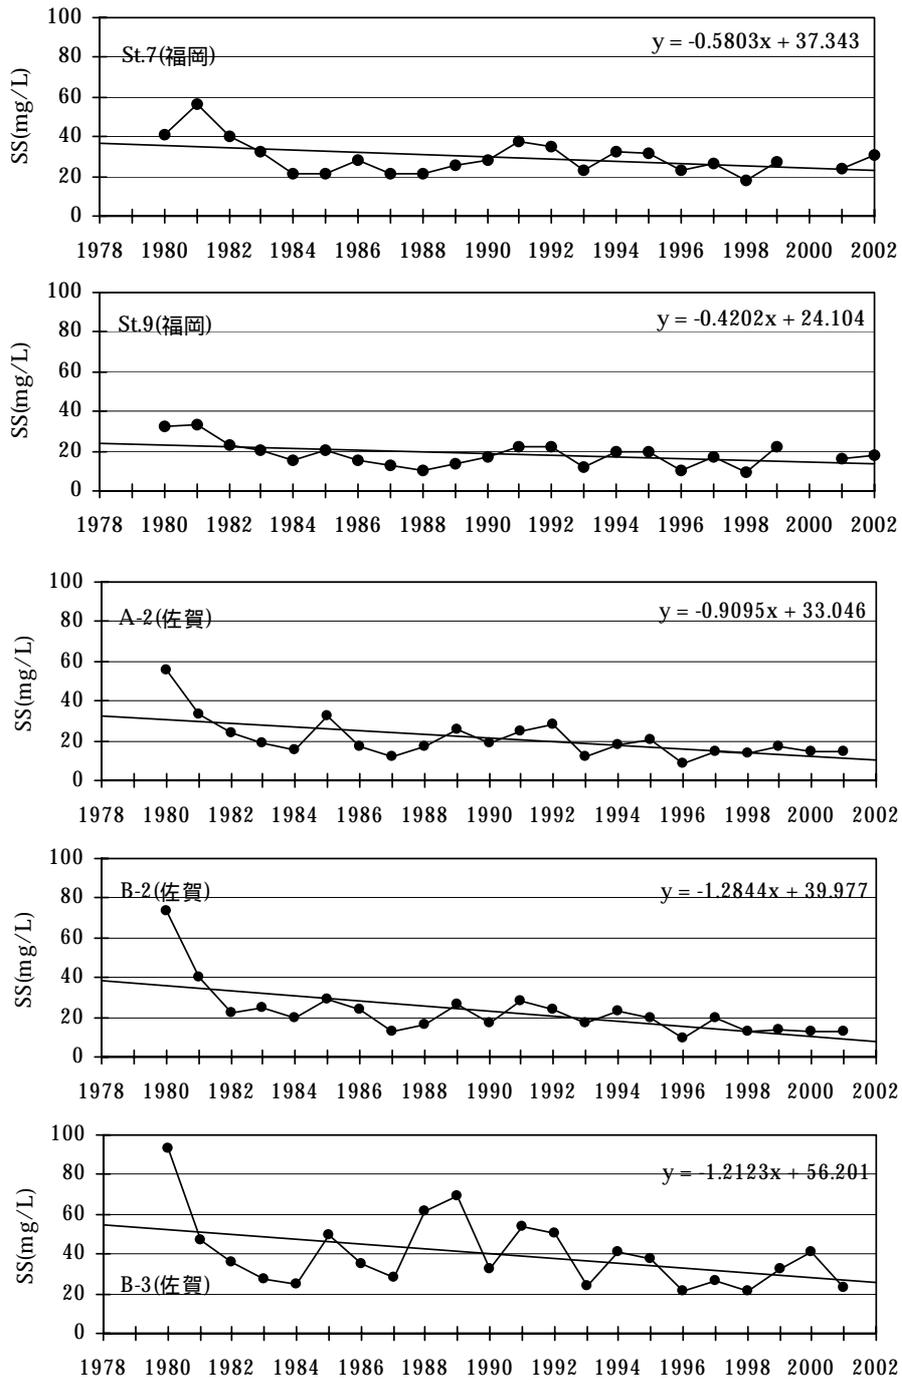 100
80
60
40
20
0
SS(mg/L)
St.7(福岡)
y = -0.5803x + 37.343
1978 1980 1982 1984 1986 1988 1990 1992 1994 1996 1998 2000 2002
100
80
60
40
20
0
SS(mg/L)
St.9(福岡)
y = -0.4202x + 24.104
1978 1980 1982 1984 1986 1988 1990 1992 1994 1996 1998 2000 2002
100
80
60
40
20
0
SS(mg/L)
A-2(佐賀)
y = -0.9095x + 33.046
1978 1980 1982 1984 1986 1988 1990 1992 1994 1996 1998 2000 2002
100
80
60
40
20
0
SS(mg/L)
B-2(佐賀)
y = -1.2844x + 39.977
1978 1980 1982 1984 1986 1988 1990 1992 1994 1996 1998 2000 2002
100
80
60
40
20
0
SS(mg/L)
y = -1.2123x + 56.201
B-3(佐賀)
1978 1980 1982 1984 1986 1988 1990 1992 1994 1996 1998 2000 2002